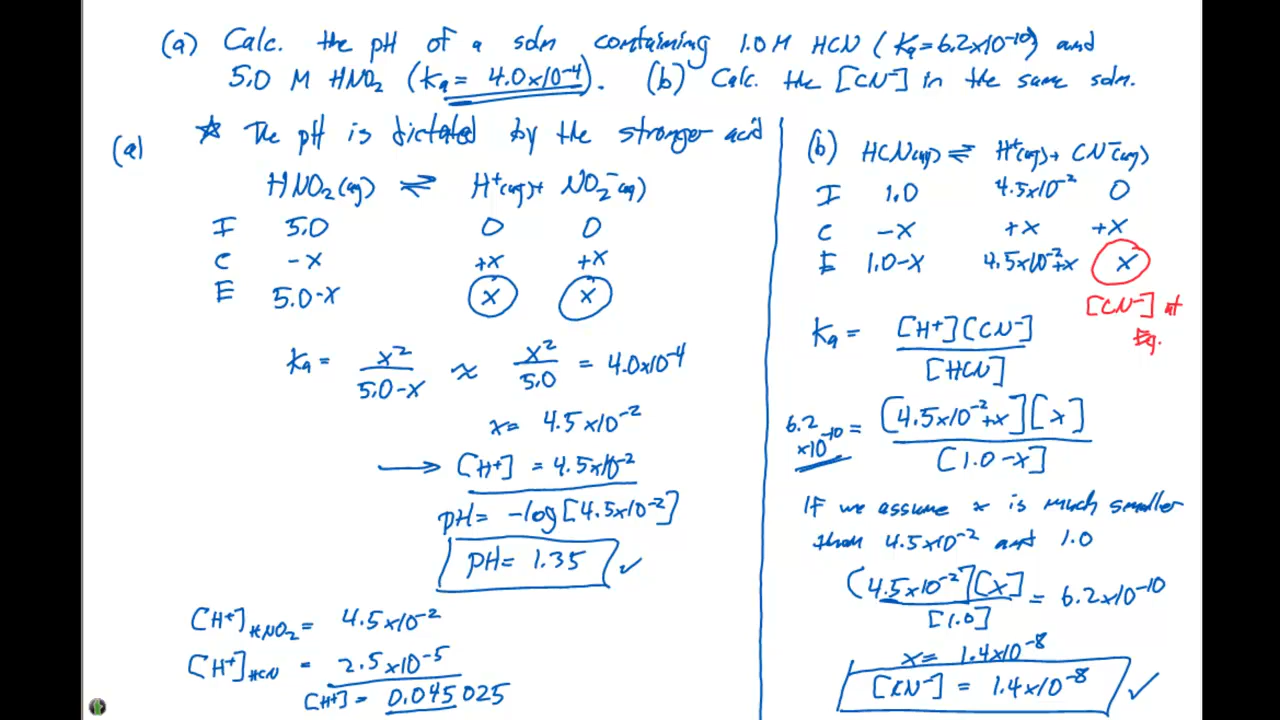 (a) Calc. the pH of a soln containing 1.0 M HCN (Ka=6.2x10⁻¹⁰) and
5.0 M HNO₂ (Ka = 4.0x10⁻⁴). (b) Calc. the [CN⁻] in the same soln.
(a) ☆ The pH is dictated by the stronger acid
HNO₂(aq) ⇌ H⁺(aq) + NO₂⁻(aq)
I 5.0 0 0
C -x +x +x
E 5.0-x x x
Ka = x²/5.0-x ≈ x²/5.0 = 4.0x10⁻⁴
x= 4.5x10⁻²
→ [H⁺] = 4.5x10⁻²
pH= -log[4.5x10⁻²]
pH= 1.35 ✓
[H⁺]HNO₂ = 4.5x10⁻²
[H⁺]HCN = 2.5x10⁻⁵
[H⁺] = 0.045025
(b) HCN(aq) ⇌ H⁺(aq) + CN⁻(aq)
I 1.0 4.5x10⁻² 0
C -x +x +x
E 1.0-x 4.5x10⁻²+x x
[CN⁻] at
Eq.
Ka = [H⁺][CN⁻]/[HCN]
6.2x10⁻¹⁰ = [4.5x10⁻²+x][x]/[1.0-x]
If we assume x is much smaller
than 4.5x10⁻² and 1.0
(4.5x10⁻²][x]/[1.0] = 6.2x10⁻¹⁰
x= 1.4x10⁻⁸
[CN⁻] = 1.4x10⁻⁸ ✓